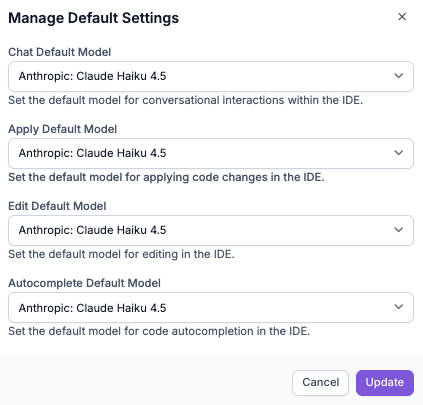 Manage Default Settings
Chat Default Model
Anthropic: Claude Haiku 4.5
Set the default model for conversational interactions within the IDE.
Apply Default Model
Anthropic: Claude Haiku 4.5
Set the default model for applying code changes in the IDE.
Edit Default Model
Anthropic: Claude Haiku 4.5
Set the default model for editing in the IDE.
Autocomplete Default Model
Anthropic: Claude Haiku 4.5
Set the default model for code autocompletion in the IDE.
Cancel Update